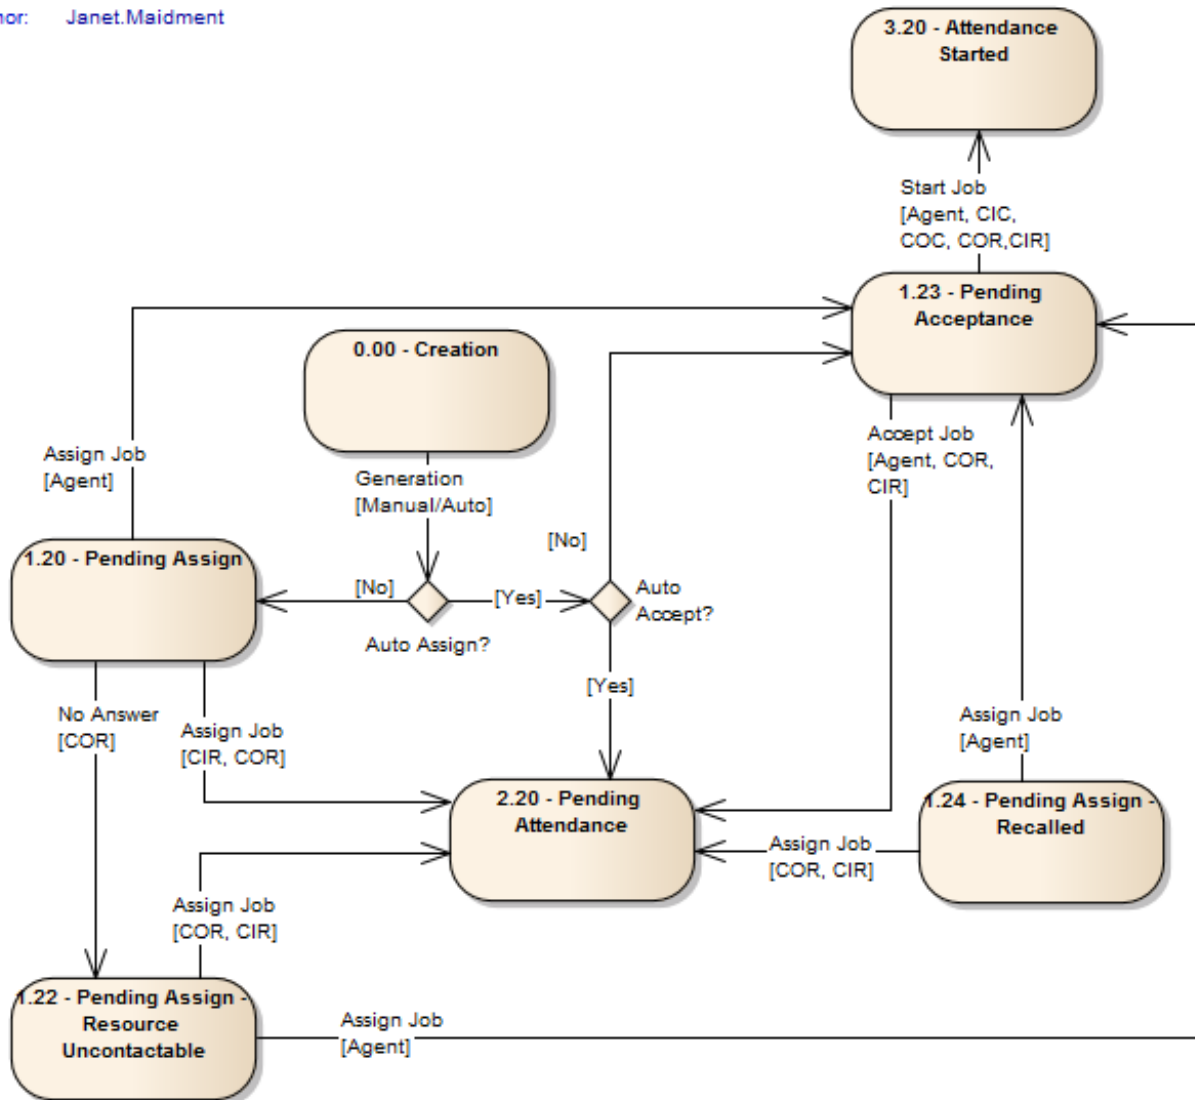 nor: Janet.Maidment
3.20 - Attendance
Started
Start Job
[Agent, CIC,
COC, COR,CIR]
1.23 - Pending
Acceptance
0.00 - Creation
Accept Job
[Agent, COR,
CIR]
Assign Job
[Agent]
Generation
[Manual/Auto]
[No]
1.20 - Pending Assign
[No]
[Yes]
Auto
Accept?
Auto Assign?
[Yes]
No Answer
[COR]
Assign Job
[CIR, COR]
Assign Job
[Agent]
2.20 - Pending
Attendance
1.24 - Pending Assign -
Recalled
Assign Job
[COR, CIR]
Assign Job
[COR, CIR]
1.22 - Pending Assign -
Resource
Uncontactable
Assign Job
[Agent]